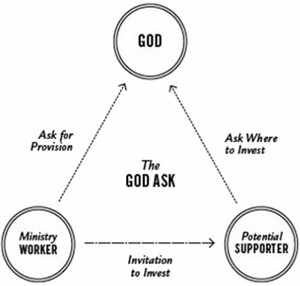 GOD
Ask for
Provision
Ask Where
to Invest
The
GOD ASK
Ministry
WORKER
Potential
SUPPORTER
Invitation
to Invest